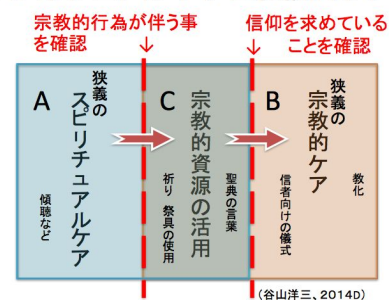 宗教的行為が伴う事
を確認
信仰を求めている
ことを確認
A
狭義の
スピリチュアルケア
傾聴など
C
宗教的資源の活用
聖典の言葉
祈り 祭具の使用
B
狭義の
宗教的ケア
教化
信者向けの儀式
(谷山洋三、2014D)